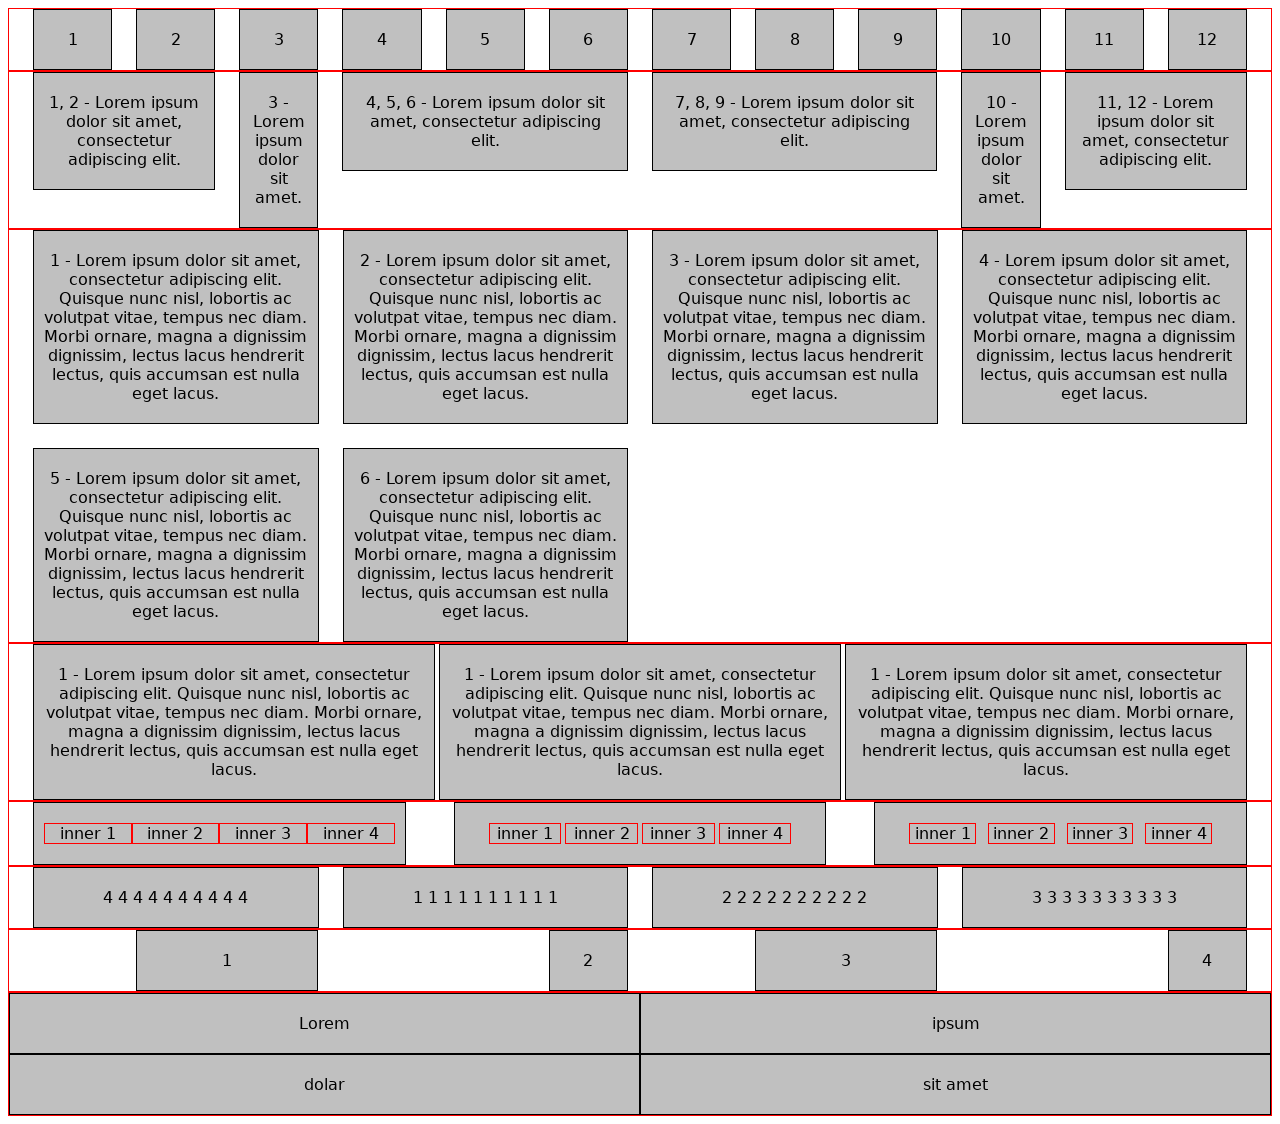 1 2 3 4 5 6 7 8 9 10 11 12
1, 2 - Lorem ipsum
dolor sit amet,
consectetur
adipiscing elit.
3 -
Lorem
ipsum
dolor
sit
amet.
4, 5, 6 - Lorem ipsum dolor sit
amet, consectetur adipiscing
elit.
7, 8, 9 - Lorem ipsum dolor sit
amet, consectetur adipiscing
elit.
10 -
Lorem
ipsum
dolor
sit
amet.
11, 12 - Lorem
ipsum dolor sit
amet, consectetur
adipiscing elit.
1 - Lorem ipsum dolor sit amet,
consectetur adipiscing elit.
Quisque nunc nisl, lobortis ac
volutpat vitae, tempus nec diam.
Morbi ornare, magna a dignissim
dignissim, lectus lacus hendrerit
lectus, quis accumsan est nulla
eget lacus.
2 - Lorem ipsum dolor sit amet,
consectetur adipiscing elit.
Quisque nunc nisl, lobortis ac
volutpat vitae, tempus nec diam.
Morbi ornare, magna a dignissim
dignissim, lectus lacus hendrerit
lectus, quis accumsan est nulla
eget lacus.
3 - Lorem ipsum dolor sit amet,
consectetur adipiscing elit.
Quisque nunc nisl, lobortis ac
volutpat vitae, tempus nec diam.
Morbi ornare, magna a dignissim
dignissim, lectus lacus hendrerit
lectus, quis accumsan est nulla
eget lacus.
4 - Lorem ipsum dolor sit amet,
consectetur adipiscing elit.
Quisque nunc nisl, lobortis ac
volutpat vitae, tempus nec diam.
Morbi ornare, magna a dignissim
dignissim, lectus lacus hendrerit
lectus, quis accumsan est nulla
eget lacus.
5 - Lorem ipsum dolor sit amet,
consectetur adipiscing elit.
Quisque nunc nisl, lobortis ac
volutpat vitae, tempus nec diam.
Morbi ornare, magna a dignissim
dignissim, lectus lacus hendrerit
lectus, quis accumsan est nulla
eget lacus.
6 - Lorem ipsum dolor sit amet,
consectetur adipiscing elit.
Quisque nunc nisl, lobortis ac
volutpat vitae, tempus nec diam.
Morbi ornare, magna a dignissim
dignissim, lectus lacus hendrerit
lectus, quis accumsan est nulla
eget lacus.
1 - Lorem ipsum dolor sit amet, consectetur
adipiscing elit. Quisque nunc nisl, lobortis ac
volutpat vitae, tempus nec diam. Morbi ornare,
magna a dignissim dignissim, lectus lacus
hendrerit lectus, quis accumsan est nulla eget
lacus.
1 - Lorem ipsum dolor sit amet, consectetur
adipiscing elit. Quisque nunc nisl, lobortis ac
volutpat vitae, tempus nec diam. Morbi ornare,
magna a dignissim dignissim, lectus lacus
hendrerit lectus, quis accumsan est nulla eget
lacus.
1 - Lorem ipsum dolor sit amet, consectetur
adipiscing elit. Quisque nunc nisl, lobortis ac
volutpat vitae, tempus nec diam. Morbi ornare,
magna a dignissim dignissim, lectus lacus
hendrerit lectus, quis accumsan est nulla eget
lacus.
inner 1 inner 2 inner 3 inner 4
inner 1 inner 2 inner 3 inner 4
inner 1 inner 2 inner 3 inner 4
4 4 4 4 4 4 4 4 4 4
1 1 1 1 1 1 1 1 1 1
2 2 2 2 2 2 2 2 2 2
3 3 3 3 3 3 3 3 3 3
1 2 3 4
Lorem ipsum
dolar sit amet